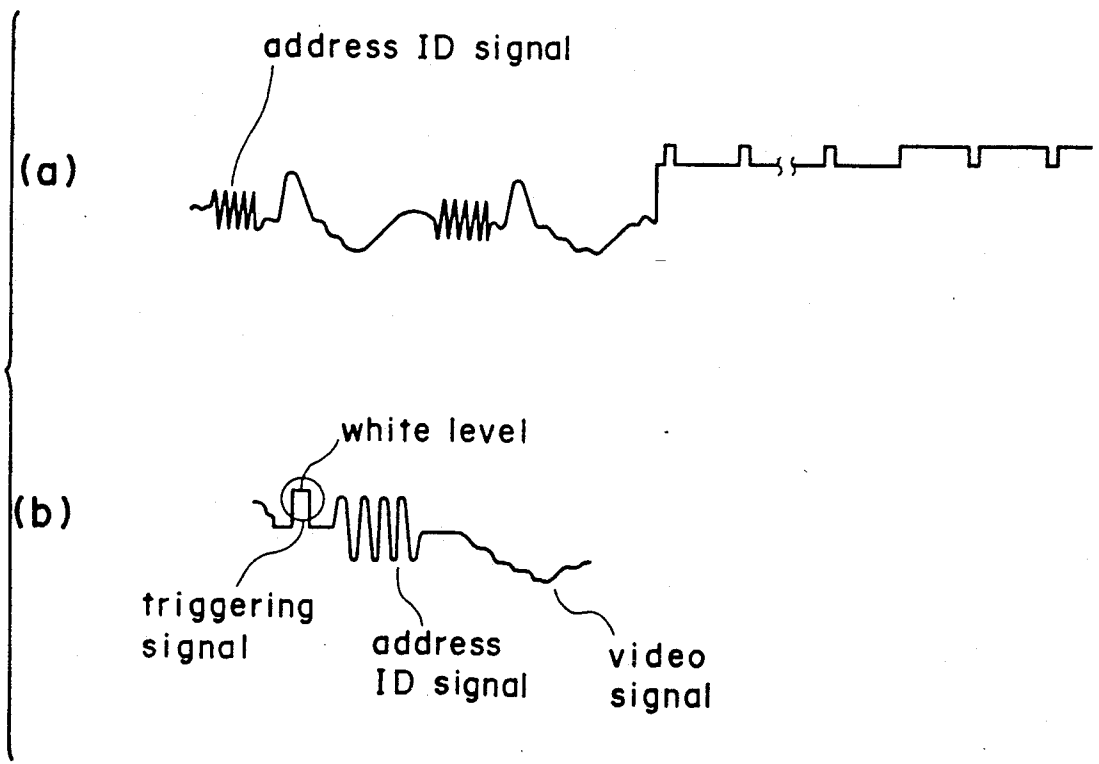 address ID signal
(a)
white level
(b)
triggering
signal
address
ID signal
video
signal